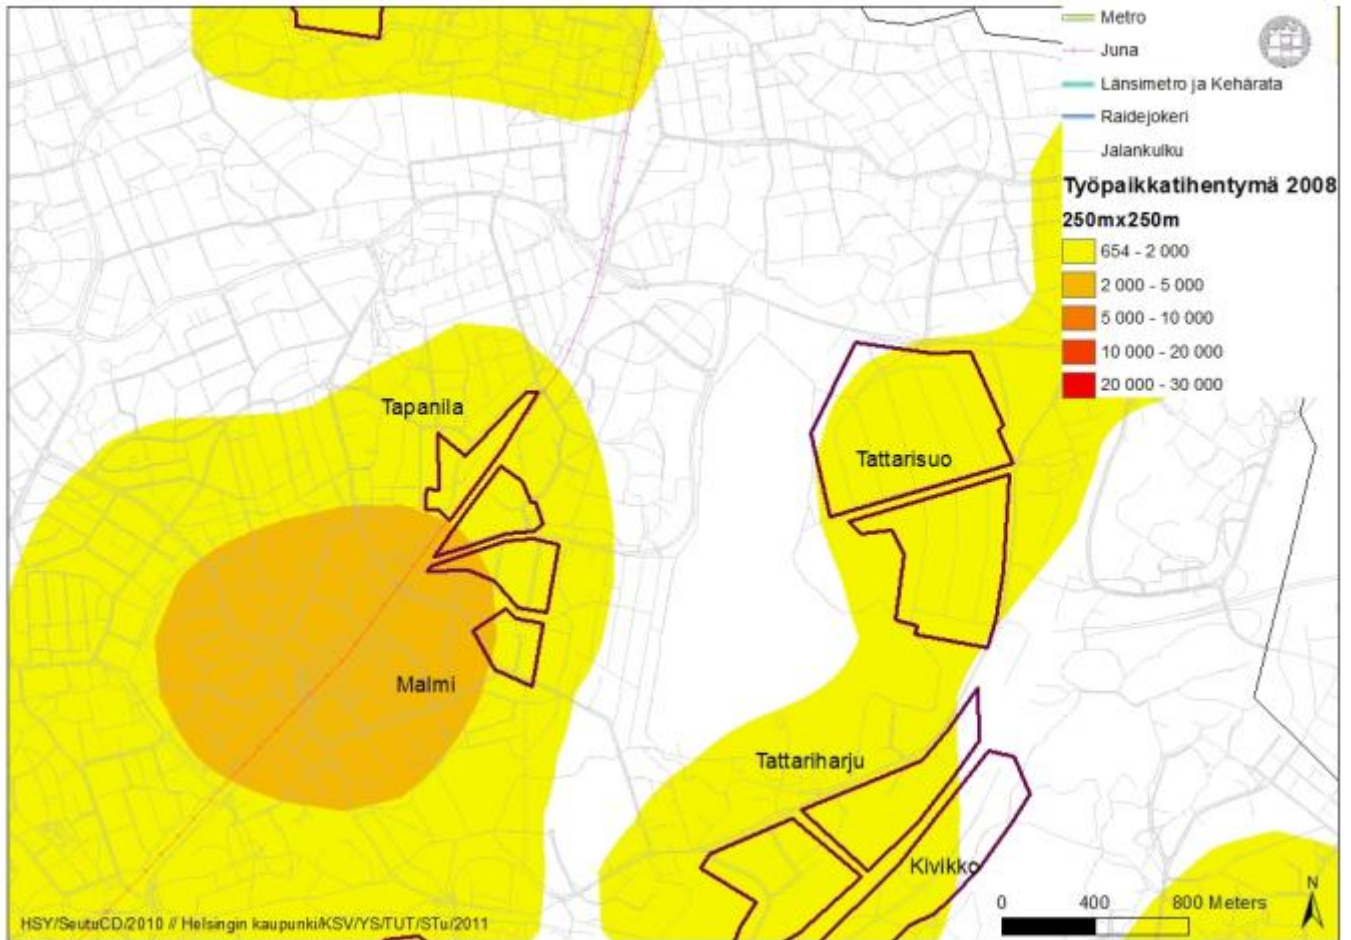 Metro
Juna
Länsimetro ja Kehärata
Raidejokeri
Jalankulku
Työpaikkatihentymä 2008
250mx250m
654 - 2 000
2 000 - 5 000
5 000 - 10 000
10 000 - 20 000
20 000 - 30 000
Tapanila
Tattarisuo
Malmi
Tattariharju
Kivikko
0 400 800 Meters
N
HSY/SeutuCD/2010 // Helsingin kaupunki/KSV/YS/TUT/STu/2011